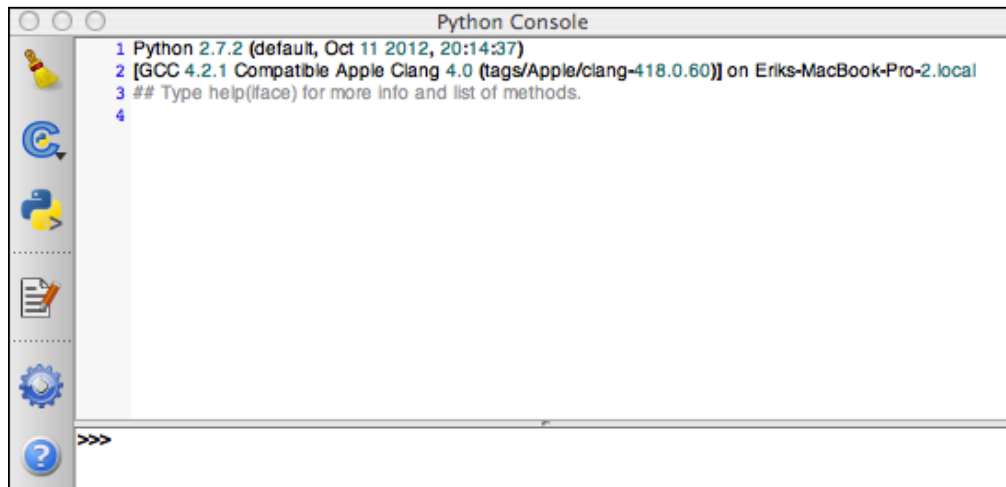 Python Console
1 Python 2.7.2 (default, Oct 11 2012, 20:14:37)
2 [GCC 4.2.1 Compatible Apple Clang 4.0 (tags/Apple/clang-418.0.60)] on Eriks-MacBook-Pro-2.local
3 ## Type help(iface) for more info and list of methods.
4
>>>